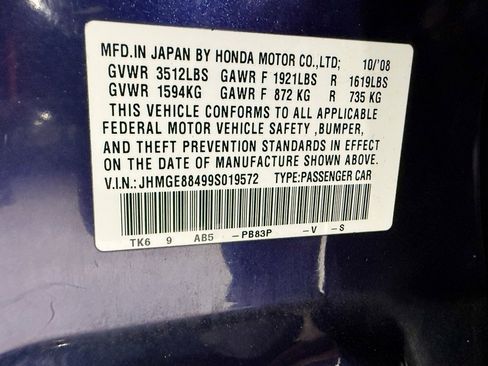 MFD.IN JAPAN BY HONDA MOTOR CO.,LTD; 10/'08
GVWR 3512LBS GAWR F 1921LBS R 1619LBS
GVWR 1594KG GAWR F 872 KG R 735 KG
THIS VEHICLE CONFORMS TO ALL APPLICABLE
FEDERAL MOTOR VEHICLE SAFETY ,BUMPER,
AND THEFT PREVENTION STANDARDS IN EFFECT
ON THE DATE OF MANUFACTURE SHOWN ABOVE.
V.I.N.:JHMGE88499S019572 TYPE:PASSENGER CAR
TK6 9 AB5 -PB83P -V -S